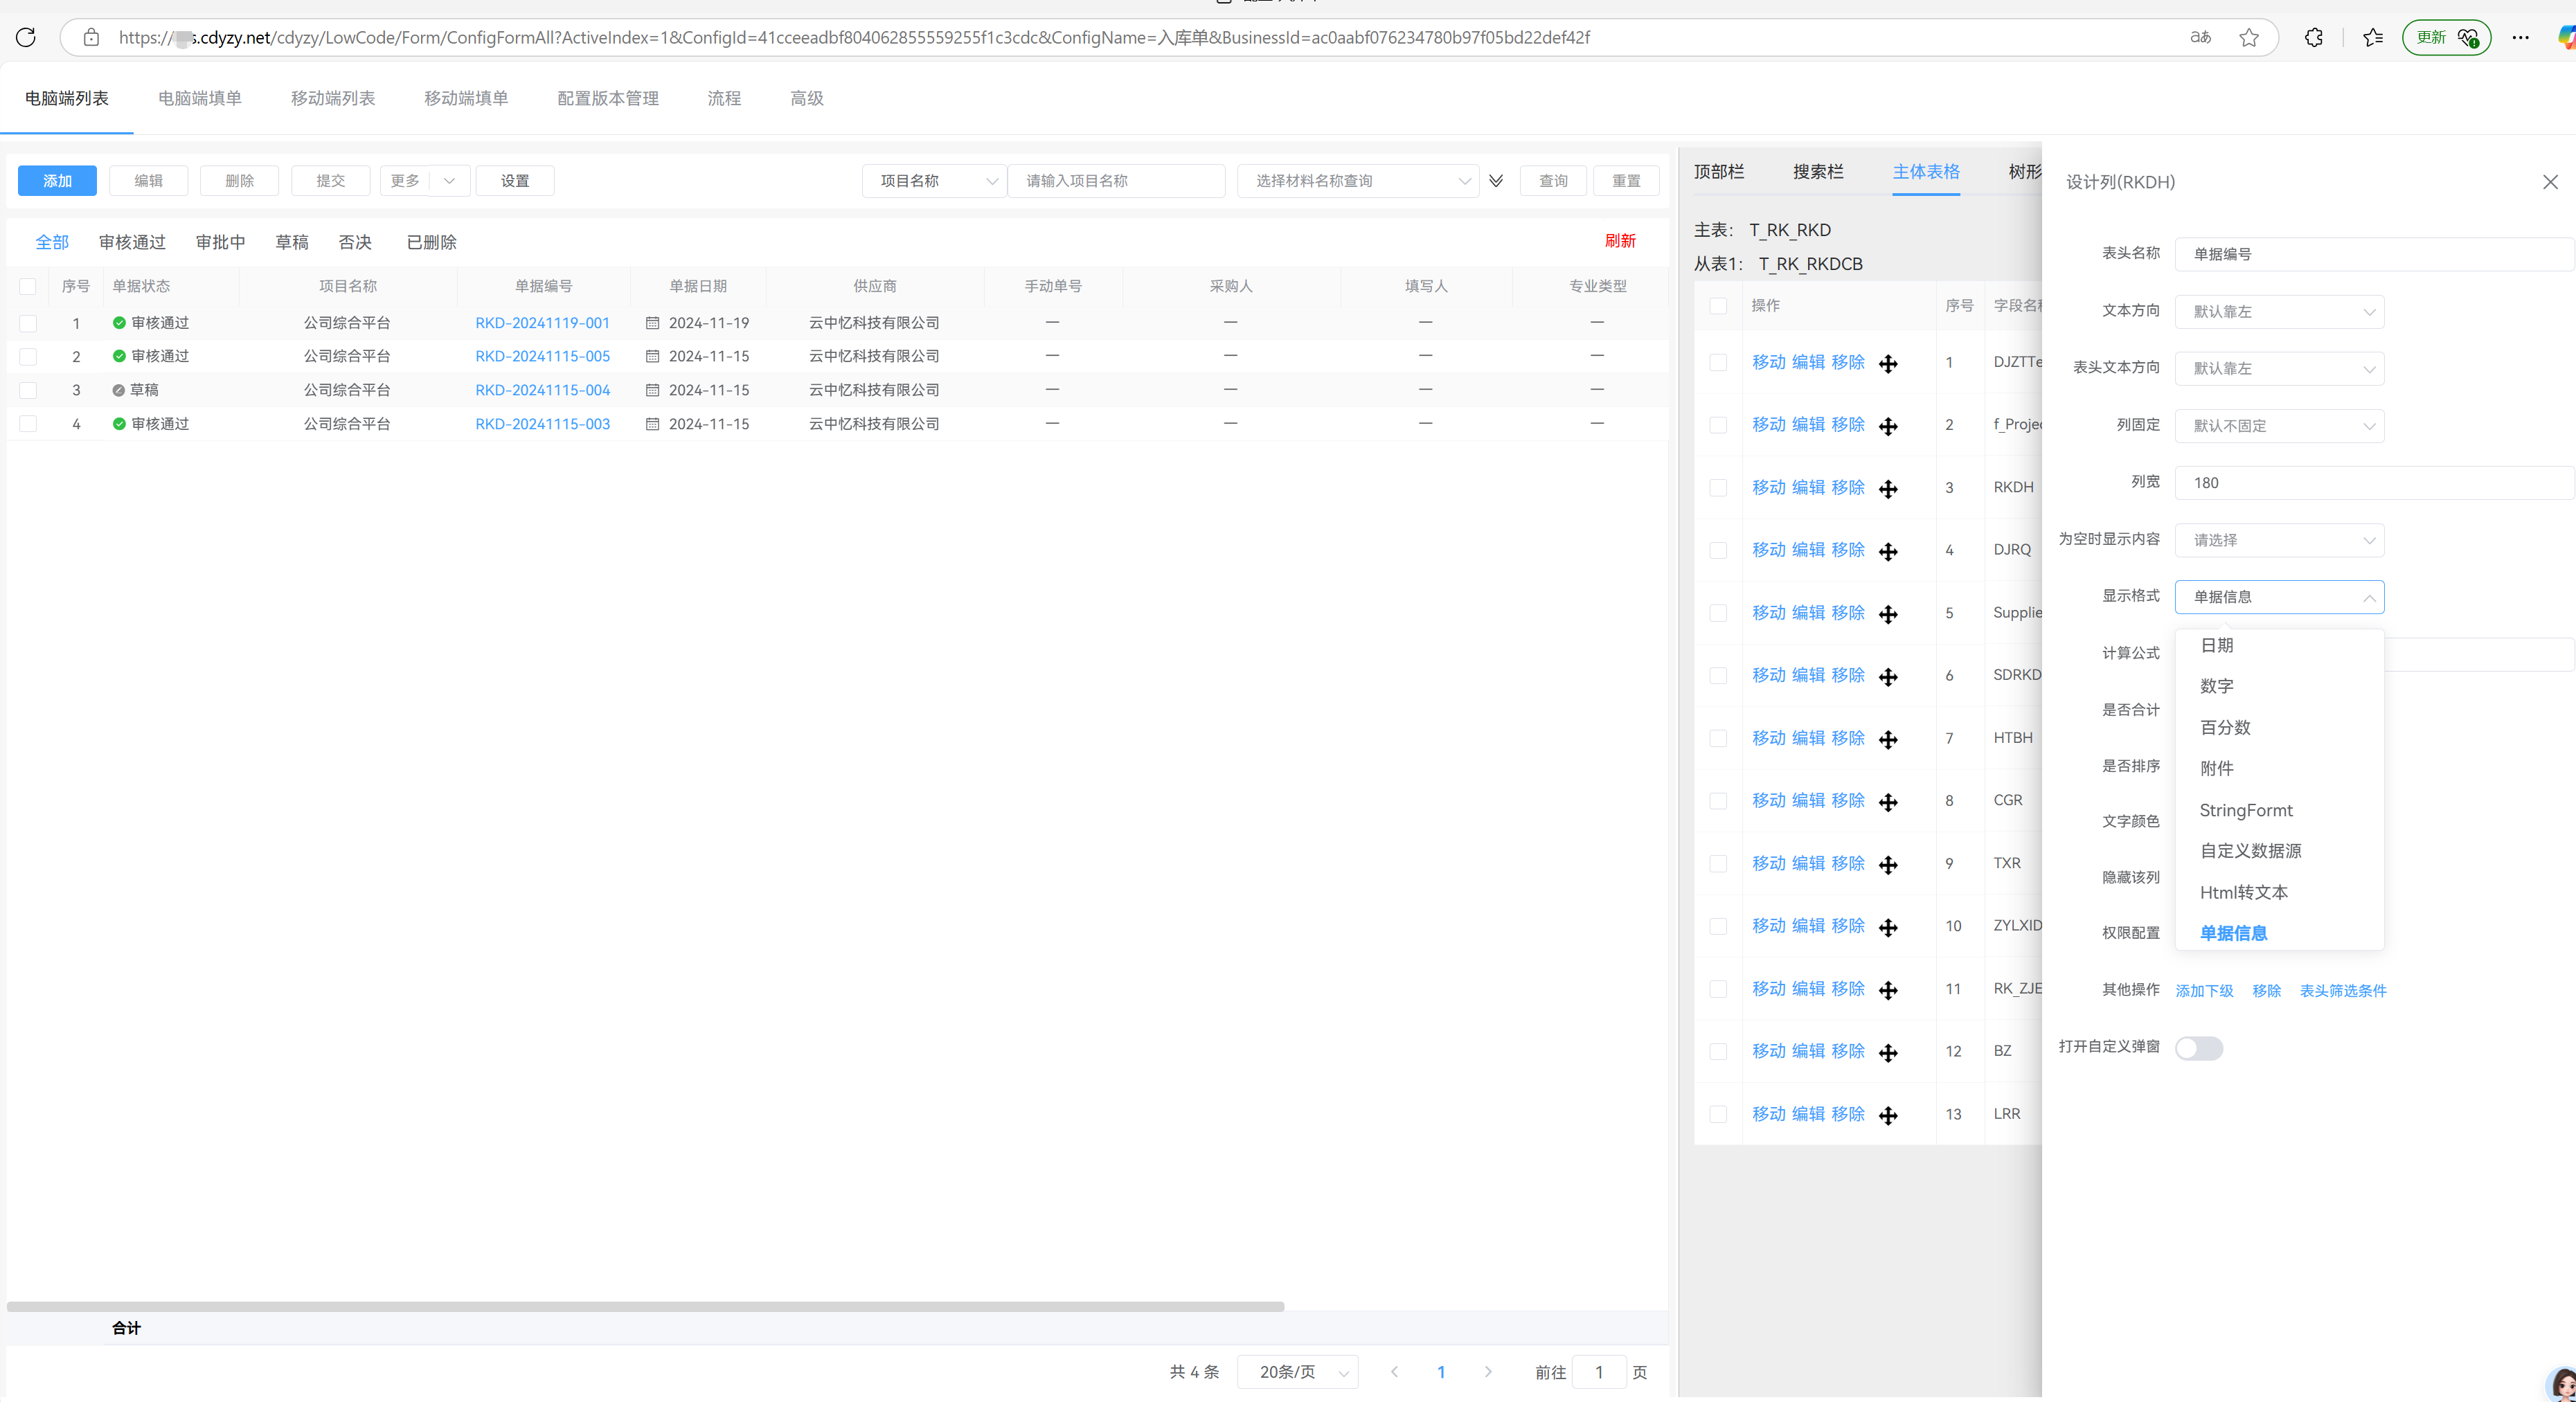 https:// s.cdyzy.net/cdyzy/LowCode/Form/ConfigFormAll?ActiveIndex=1&ConfigId=41cceeadbf804062855559255f1c3cdc&ConfigName=入库单&BusinessId=ac0aabf076234780b97f05bd22def42f
aあ
更新
电脑端列表 电脑端填单 移动端列表 移动端填单 配置版本管理 流程 高级
添加 编辑 删除 提交 更多 设置 项目名称 请输入项目名称 选择材料名称查询 查询 重置
全部 审核通过 审批中 草稿 否决 已删除 刷新
序号 单据状态 项目名称 单据编号 单据日期 供应商 手动单号 采购人 填写人 专业类型
1 审核通过 公司综合平台 RKD-20241119-001 2024-11-19 云中忆科技有限公司 — — — —
2 审核通过 公司综合平台 RKD-20241115-005 2024-11-15 云中忆科技有限公司 — — — —
3 草稿 公司综合平台 RKD-20241115-004 2024-11-15 云中忆科技有限公司 — — — —
4 审核通过 公司综合平台 RKD-20241115-003 2024-11-15 云中忆科技有限公司 — — — —
合计
共 4 条 20条/页 1 前往 1 页
顶部栏 搜索栏 主体表格 树形
主表： T_RK_RKD
从表1： T_RK_RKDCB
操作 序号 字段名
移动 编辑 移除 1 DJZTTe
移动 编辑 移除 2 f_Projec
移动 编辑 移除 3 RKDH
移动 编辑 移除 4 DJRQ
移动 编辑 移除 5 Supplie
移动 编辑 移除 6 SDRKD
移动 编辑 移除 7 HTBH
移动 编辑 移除 8 CGR
移动 编辑 移除 9 TXR
移动 编辑 移除 10 ZYLXID
移动 编辑 移除 11 RK_ZJE
移动 编辑 移除 12 BZ
移动 编辑 移除 13 LRR
设计列(RKDH)
表头名称 单据编号
文本方向 默认靠左
表头文本方向 默认靠左
列固定 默认不固定
列宽 180
为空时显示内容 请选择
显示格式 单据信息
计算公式
是否合计
是否排序
文字颜色
隐藏该列
权限配置
日期
数字
百分数
附件
StringFormt
自定义数据源
Html转文本
单据信息
其他操作 添加下级 移除 表头筛选条件
打开自定义弹窗